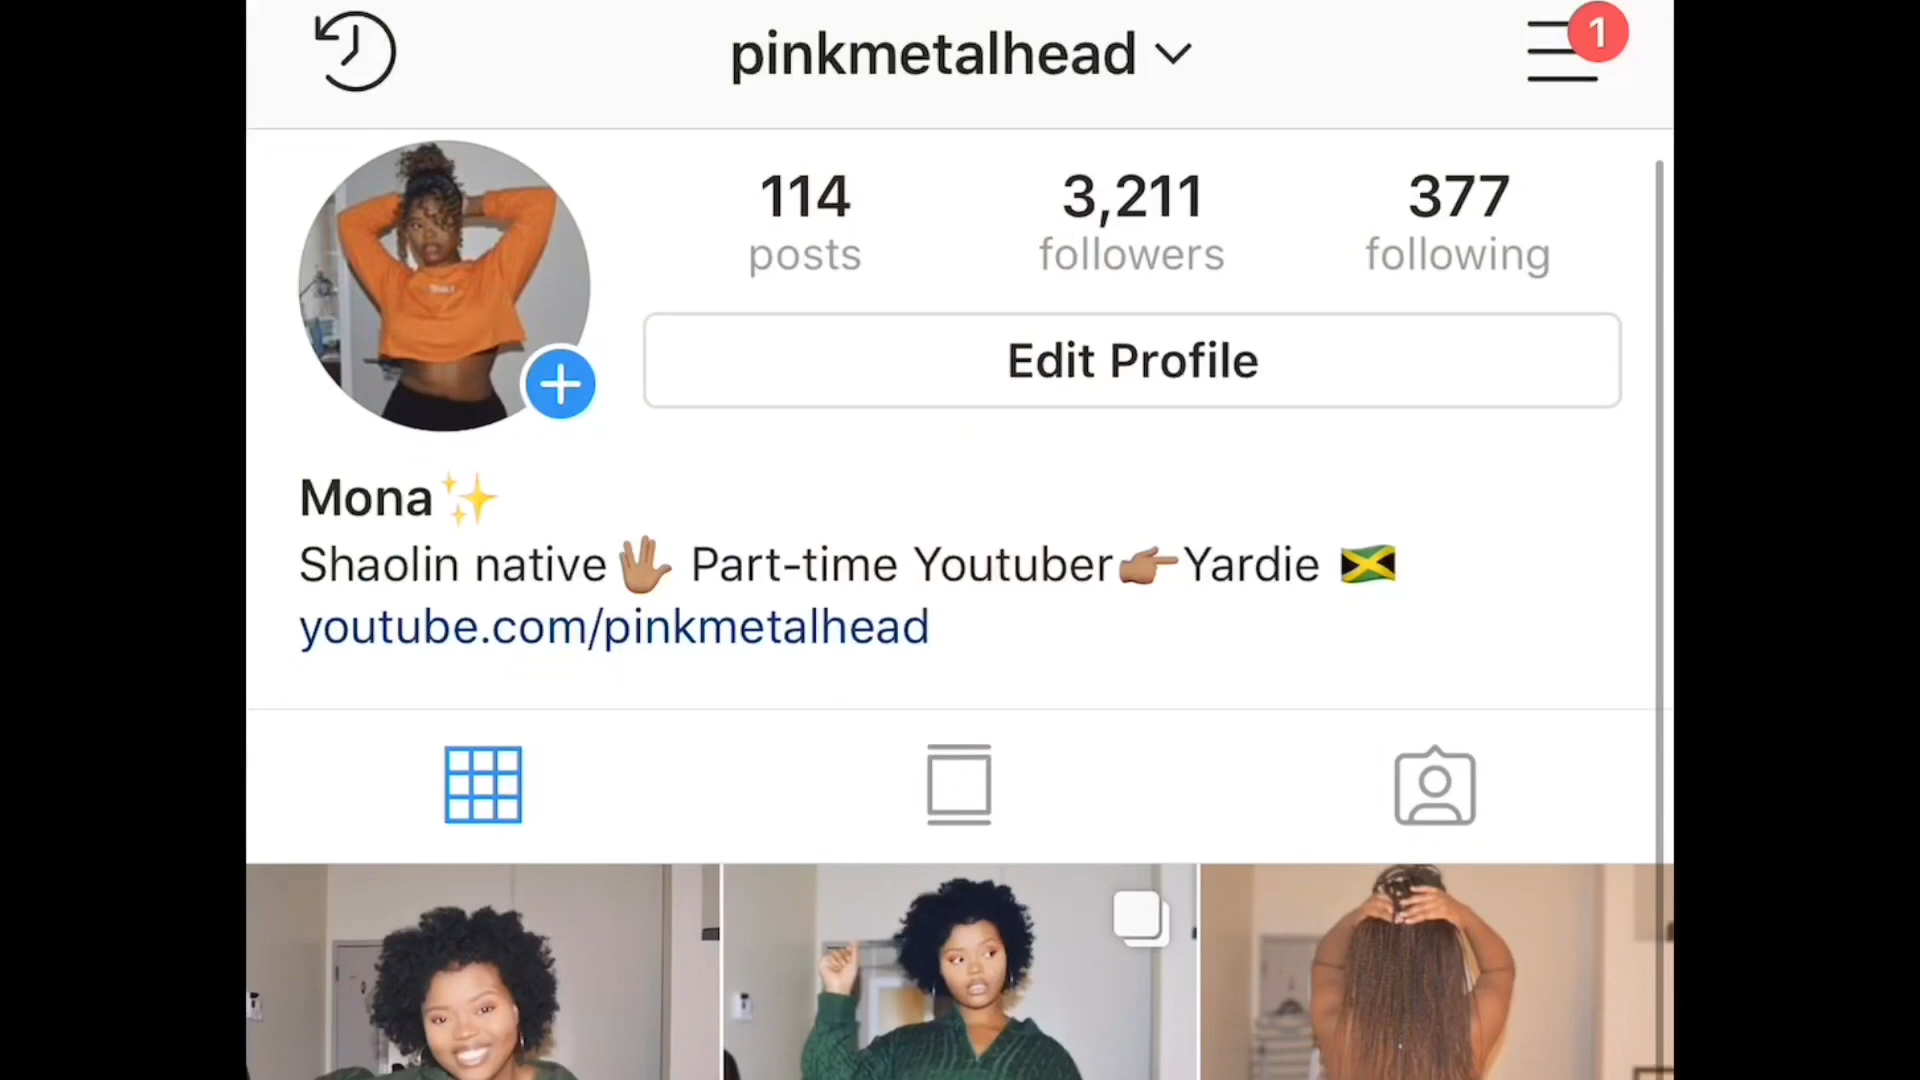 pinkmetalhead
1
114
3,211
377
posts
followers
following
Edit Profile
Mona✨
Shaolin native🖖🏽 Part-time Youtuber👉🏽Yardie 🇯🇲
youtube.com/pinkmetalhead